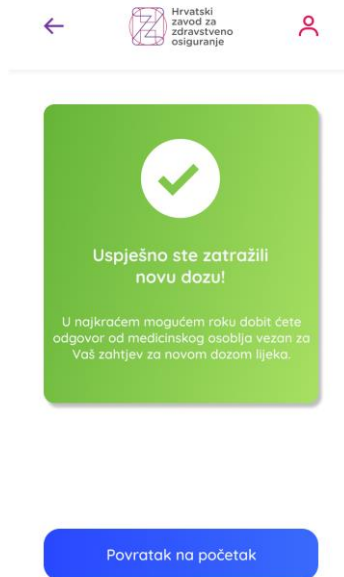 Hrvatski
zavod za
zdravstveno
osiguranje
Uspješno ste zatražili
novu dozu!
U najkraćem mogućem roku dobit ćete
odgovor od medicinskog osoblja vezan za
Vaš zahtjev za novom dozom lijeka.
Povratak na početak